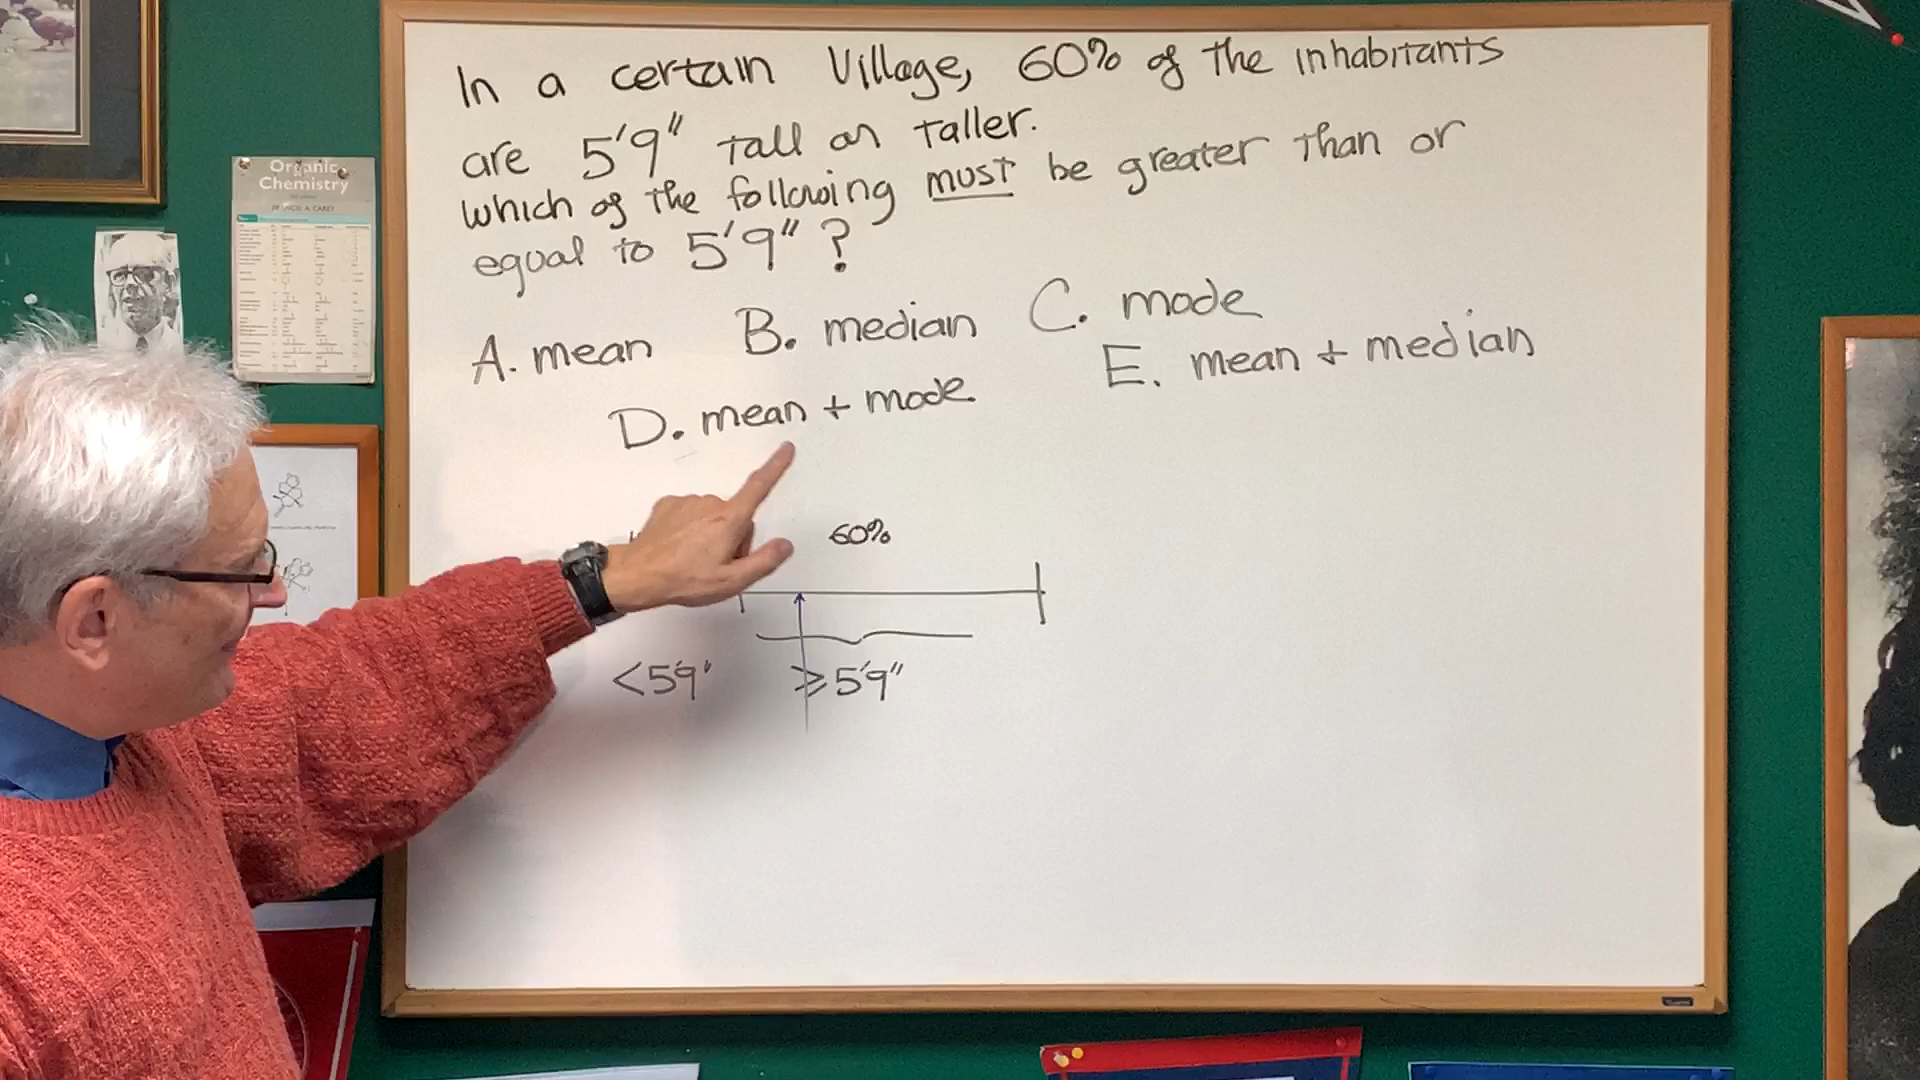 Organic
Chemistry
In a certain Village, 60% of the inhabitants
are 5'9" tall or taller.
which of the following must be greater than or
equal to 5'9"?
A. mean B. median C. mode
D. mean + mode E. mean + median
60%
<5'9" ≥5'9"